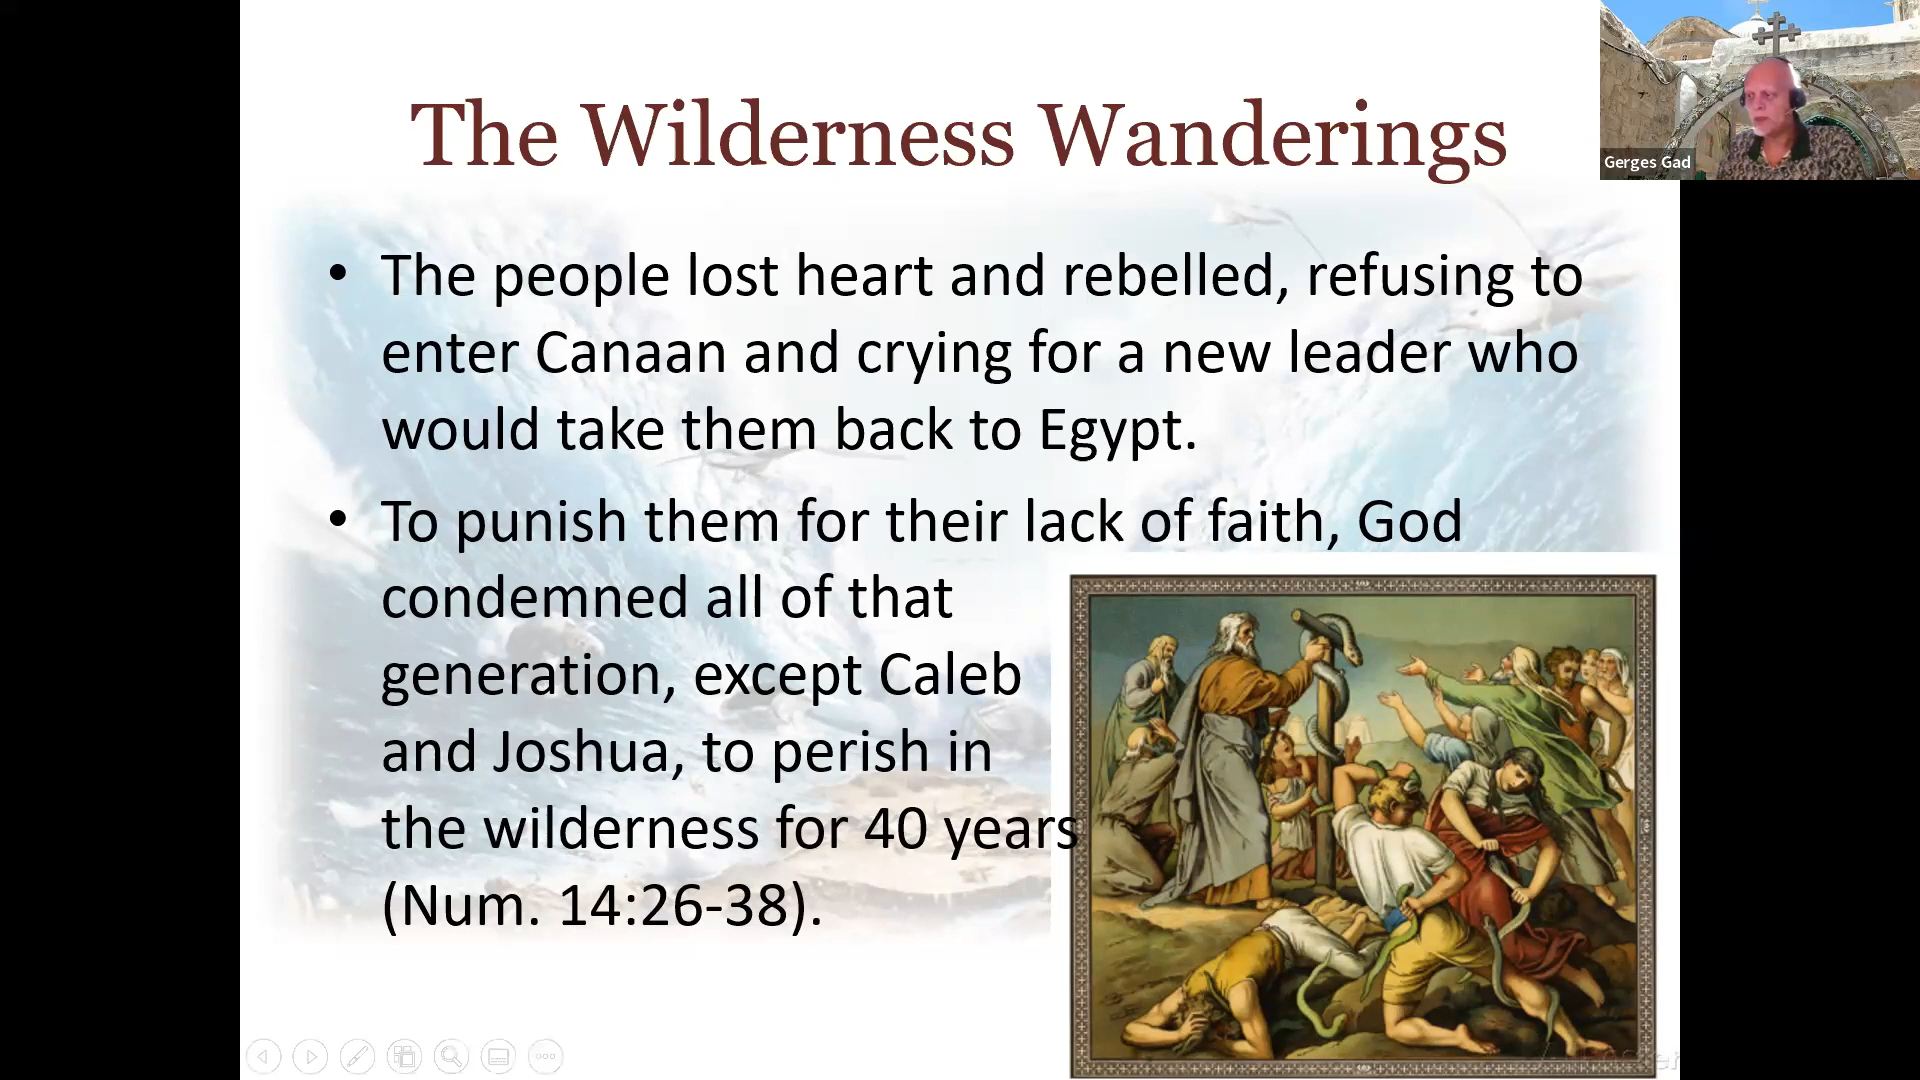 The Wilderness Wanderings
Gerges Gad
• The people lost heart and rebelled, refusing to
enter Canaan and crying for a new leader who
would take them back to Egypt.
• To punish them for their lack of faith, God
condemned all of that
generation, except Caleb
and Joshua, to perish in
the wilderness for 40 years
(Num. 14:26-38).